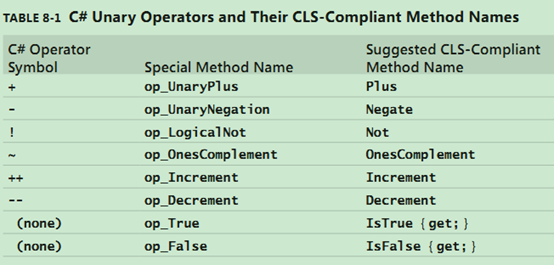 TABLE 8-1 C# Unary Operators and Their CLS-Compliant Method Names
C# Operator Symbol Special Method Name Suggested CLS-Compliant Method Name
+ op_UnaryPlus Plus
- op_UnaryNegation Negate
! op_LogicalNot Not
~ op_OnesComplement OnesComplement
++ op_Increment Increment
-- op_Decrement Decrement
(none) op_True IsTrue { get; }
(none) op_False IsFalse { get; }